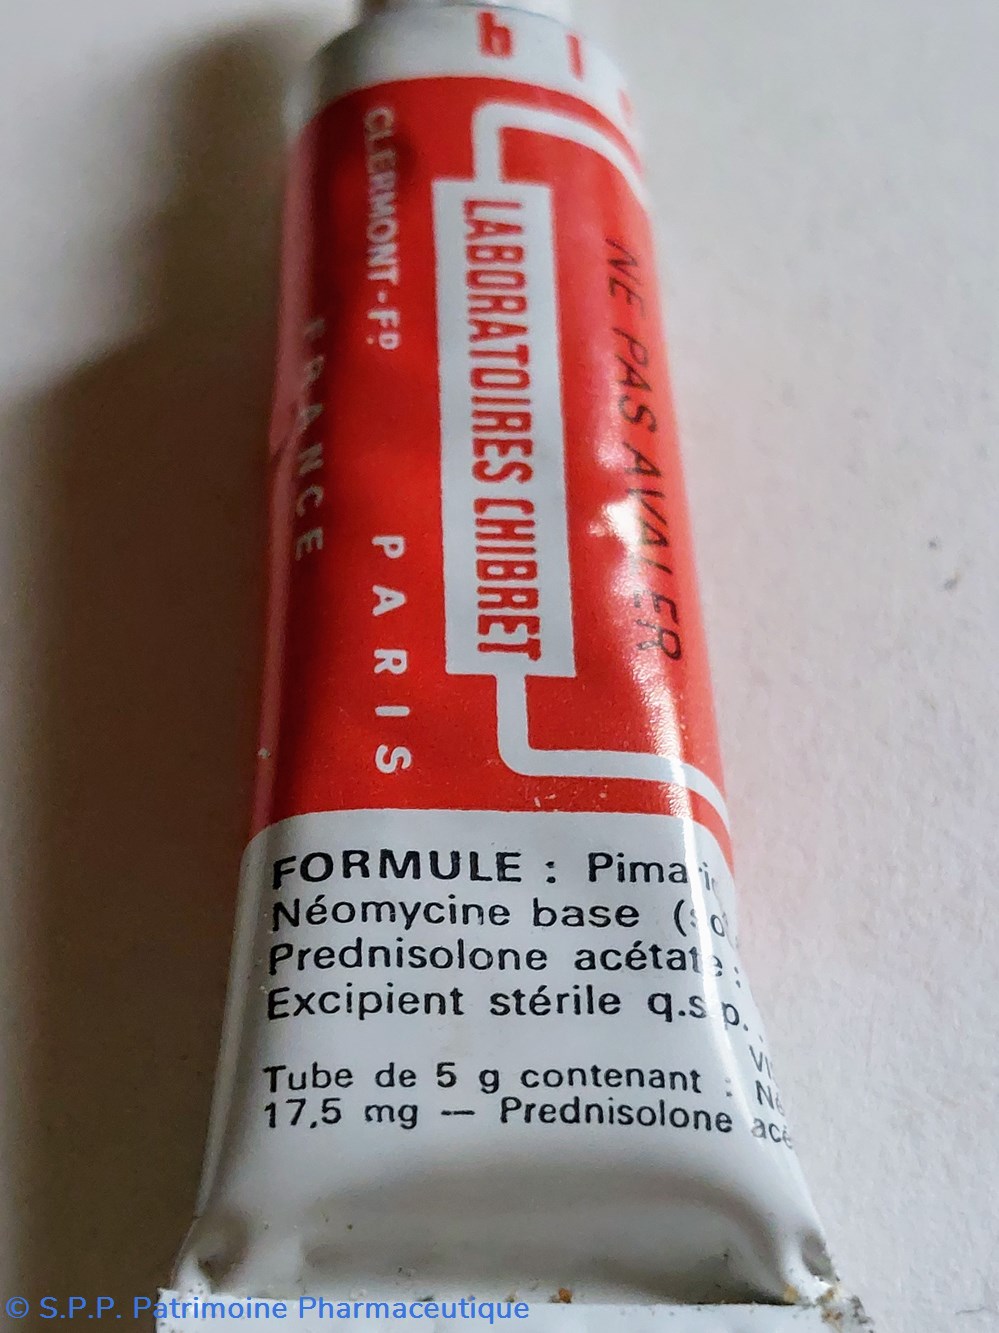 NE PAS AVALER
LABORATOIRES CHIBRET
CLERMONT-FD PARIS
FRANCE
FORMULE :
Néomycine base
Prednisolone acétate :
Excipient stérile q.s.p.
Tube de 5 g contenant :
17,5 mg — Prednisolone
© S.P.P. Patrimoine Pharmaceutique